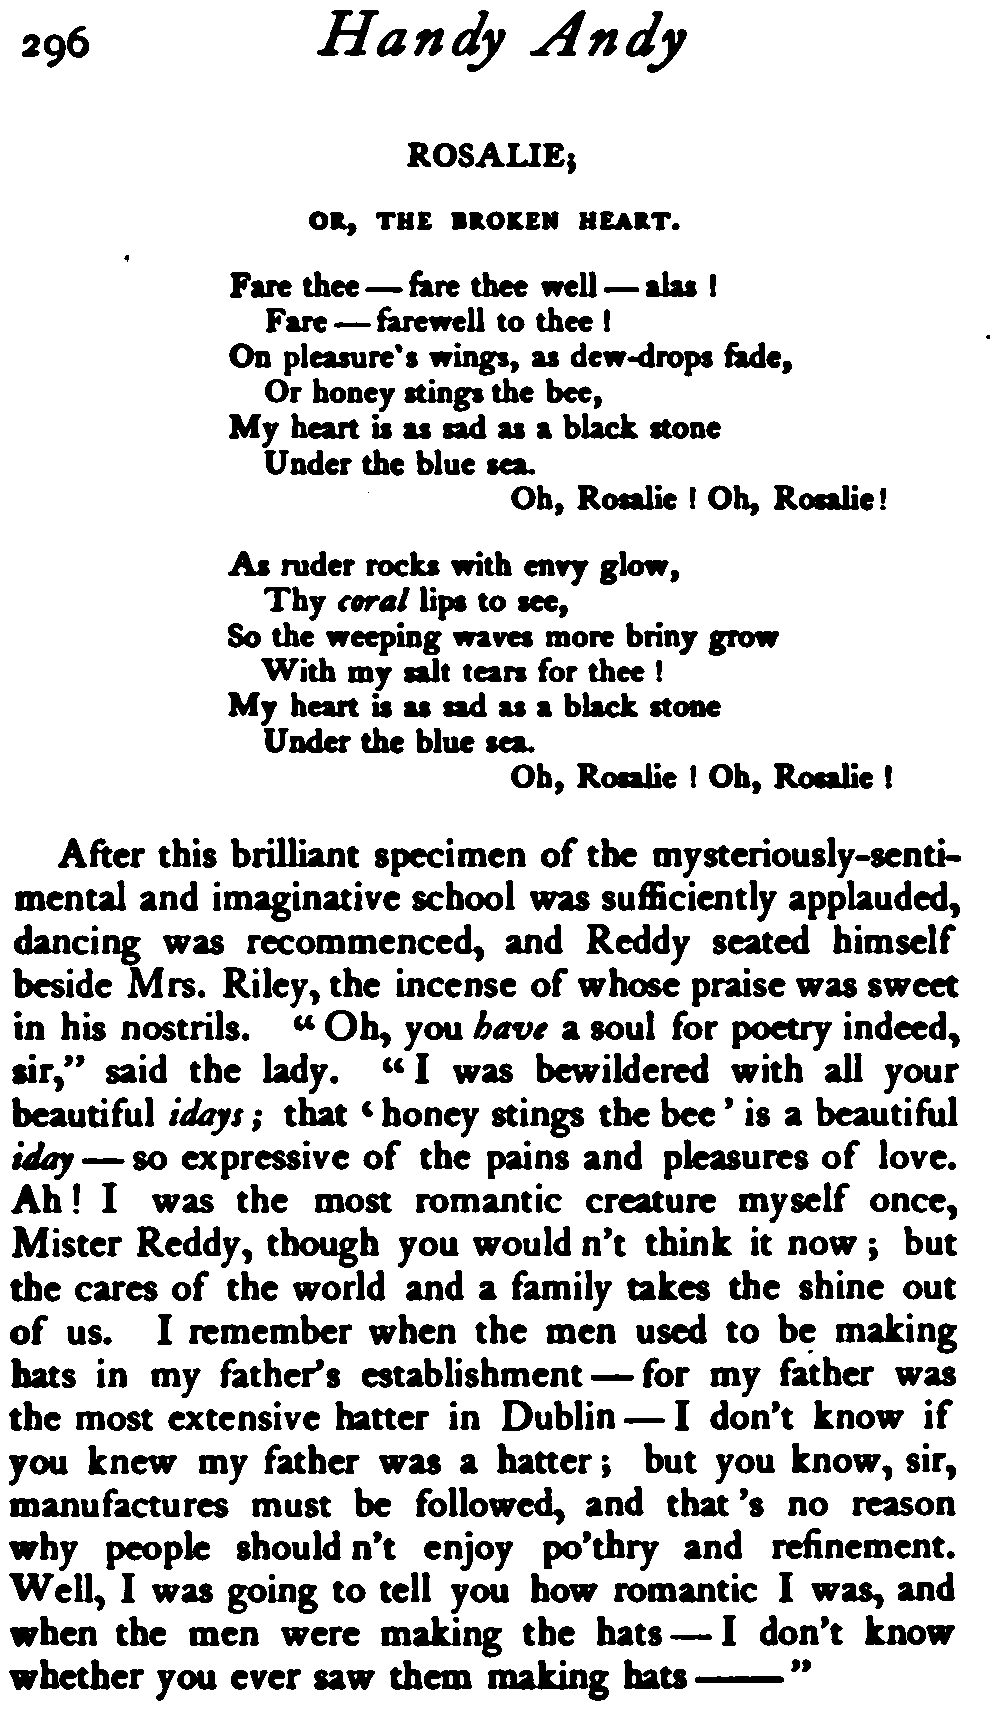 296 Handy Andy
ROSALIE;
OR, THE BROKEN HEART.
Fare thee — fare thee well — alas !
Fare — farewell to thee !
On pleasure's wings, as dew-drops fade,
Or honey stings the bee,
My heart is as sad as a black stone
Under the blue sea.
Oh, Rosalie ! Oh, Rosalie !
As ruder rocks with envy glow,
Thy coral lips to see,
So the weeping waves more briny grow
With my salt tears for thee !
My heart is as sad as a black stone
Under the blue sea.
Oh, Rosalie ! Oh, Rosalie !
After this brilliant specimen of the mysteriously-senti-
mental and imaginative school was sufficiently applauded,
dancing was recommenced, and Reddy seated himself
beside Mrs. Riley, the incense of whose praise was sweet
in his nostrils. “ Oh, you have a soul for poetry indeed,
sir,” said the lady. “ I was bewildered with all your
beautiful idays ; that ‘ honey stings the bee ’ is a beautiful
iday — so expressive of the pains and pleasures of love.
Ah ! I was the most romantic creature myself once,
Mister Reddy, though you would n't think it now ; but
the cares of the world and a family takes the shine out
of us. I remember when the men used to be making
hats in my father's establishment — for my father was
the most extensive hatter in Dublin — I don't know if
you knew my father was a hatter ; but you know, sir,
manufactures must be followed, and that 's no reason
why people should n't enjoy po'thry and refinement.
Well, I was going to tell you how romantic I was, and
when the men were making the hats — I don't know
whether you ever saw them making hats —— ”